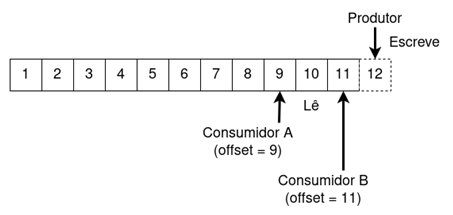 Produtor
Escreve
1 2 3 4 5 6 7 8 9 10 11 12
Lê
Consumidor A
(offset = 9)
Consumidor B
(offset = 11)